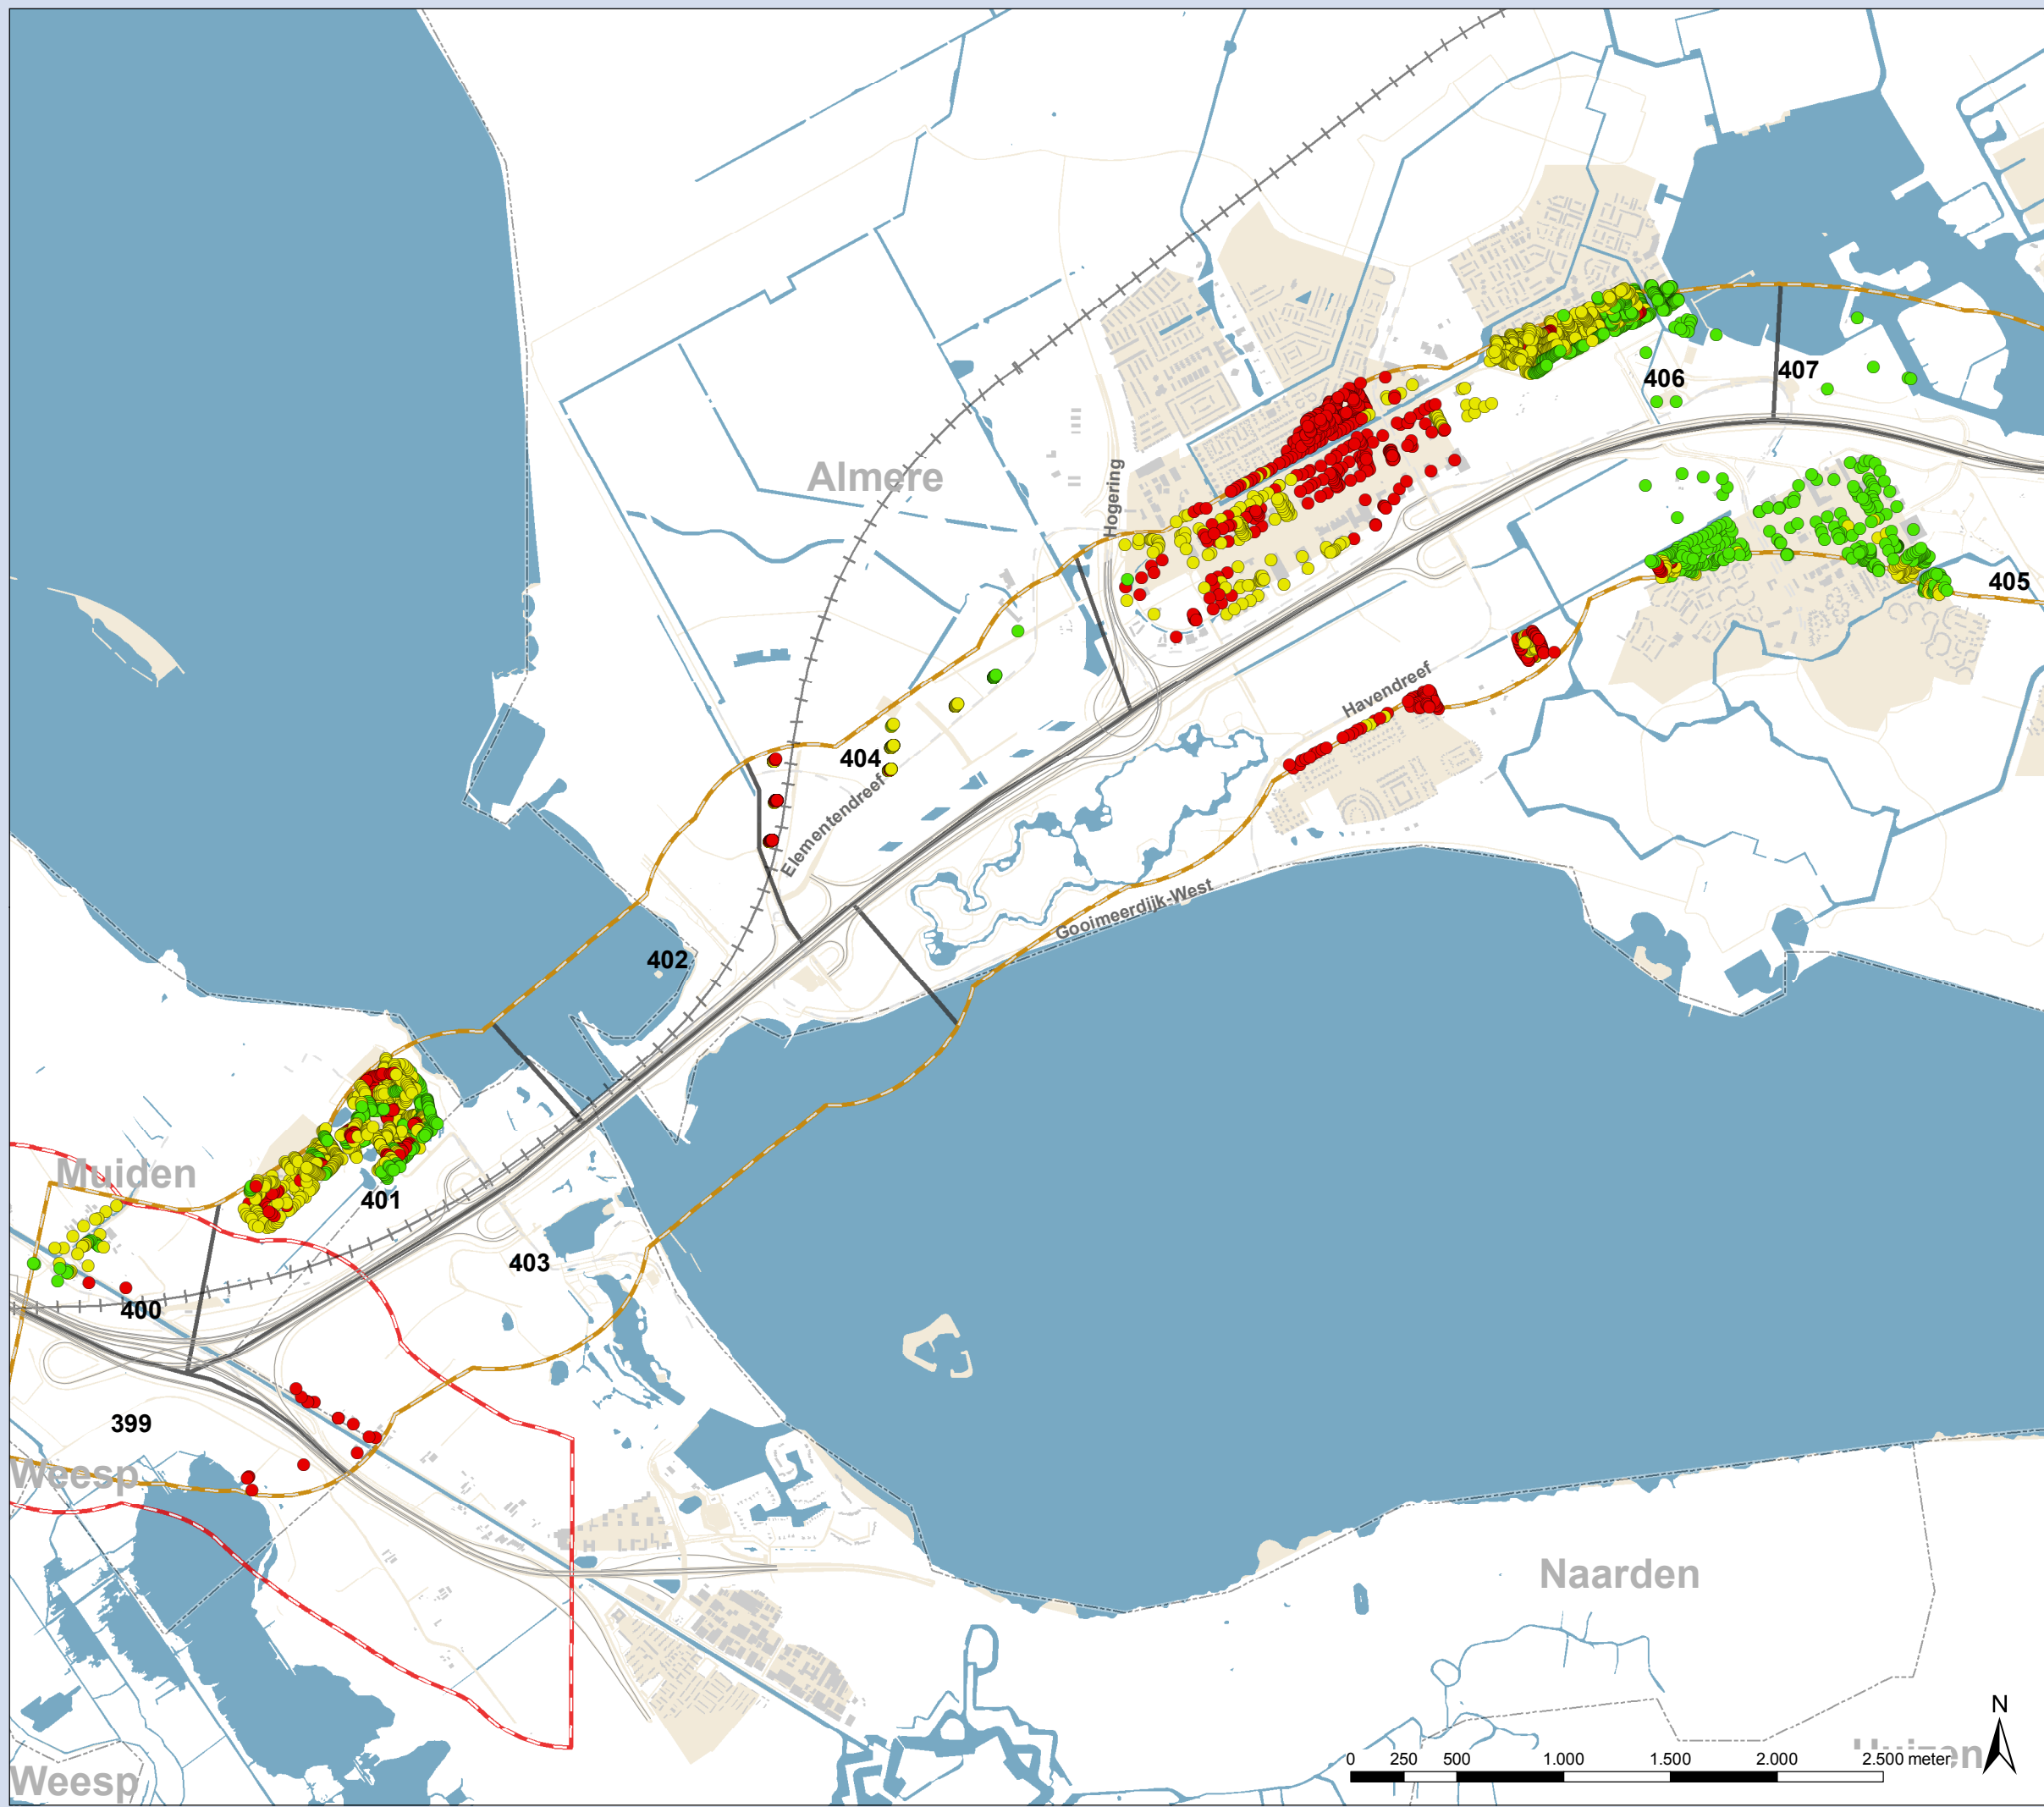 406
407
Hogering
Almere
405
Havendreef
404
Elementendreef
Gooimeerdijk-West
402
Muiden
401
403
400
399
Weesp
Naarden
N
Huizen
0 250 500 1.000 1.500 2.000 2.500 meter
Weesp